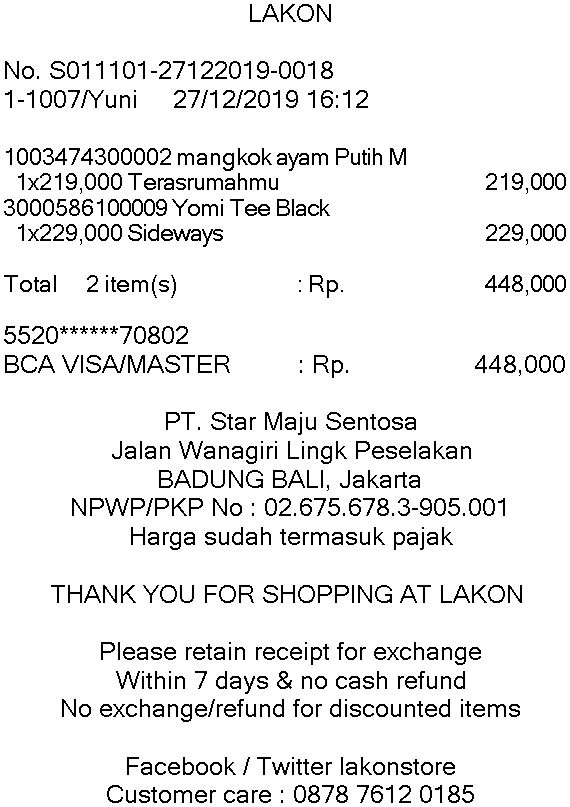 LAKON
No. S011101-27122019-0018
1-1007/Yuni 27/12/2019 16:12
1003474300002 mangkok ayam Putih M
1x219,000 Terasrumahmu 219,000
3000586100009 Yomi Tee Black
1x229,000 Sideways 229,000
Total 2 item(s) : Rp. 448,000
5520******70802
BCA VISA/MASTER : Rp. 448,000
PT. Star Maju Sentosa
Jalan Wanagiri Lingk Peselakan
BADUNG BALI, Jakarta
NPWP/PKP No : 02.675.678.3-905.001
Harga sudah termasuk pajak
THANK YOU FOR SHOPPING AT LAKON
Please retain receipt for exchange
Within 7 days & no cash refund
No exchange/refund for discounted items
Facebook / Twitter lakonstore
Customer care : 0878 7612 0185